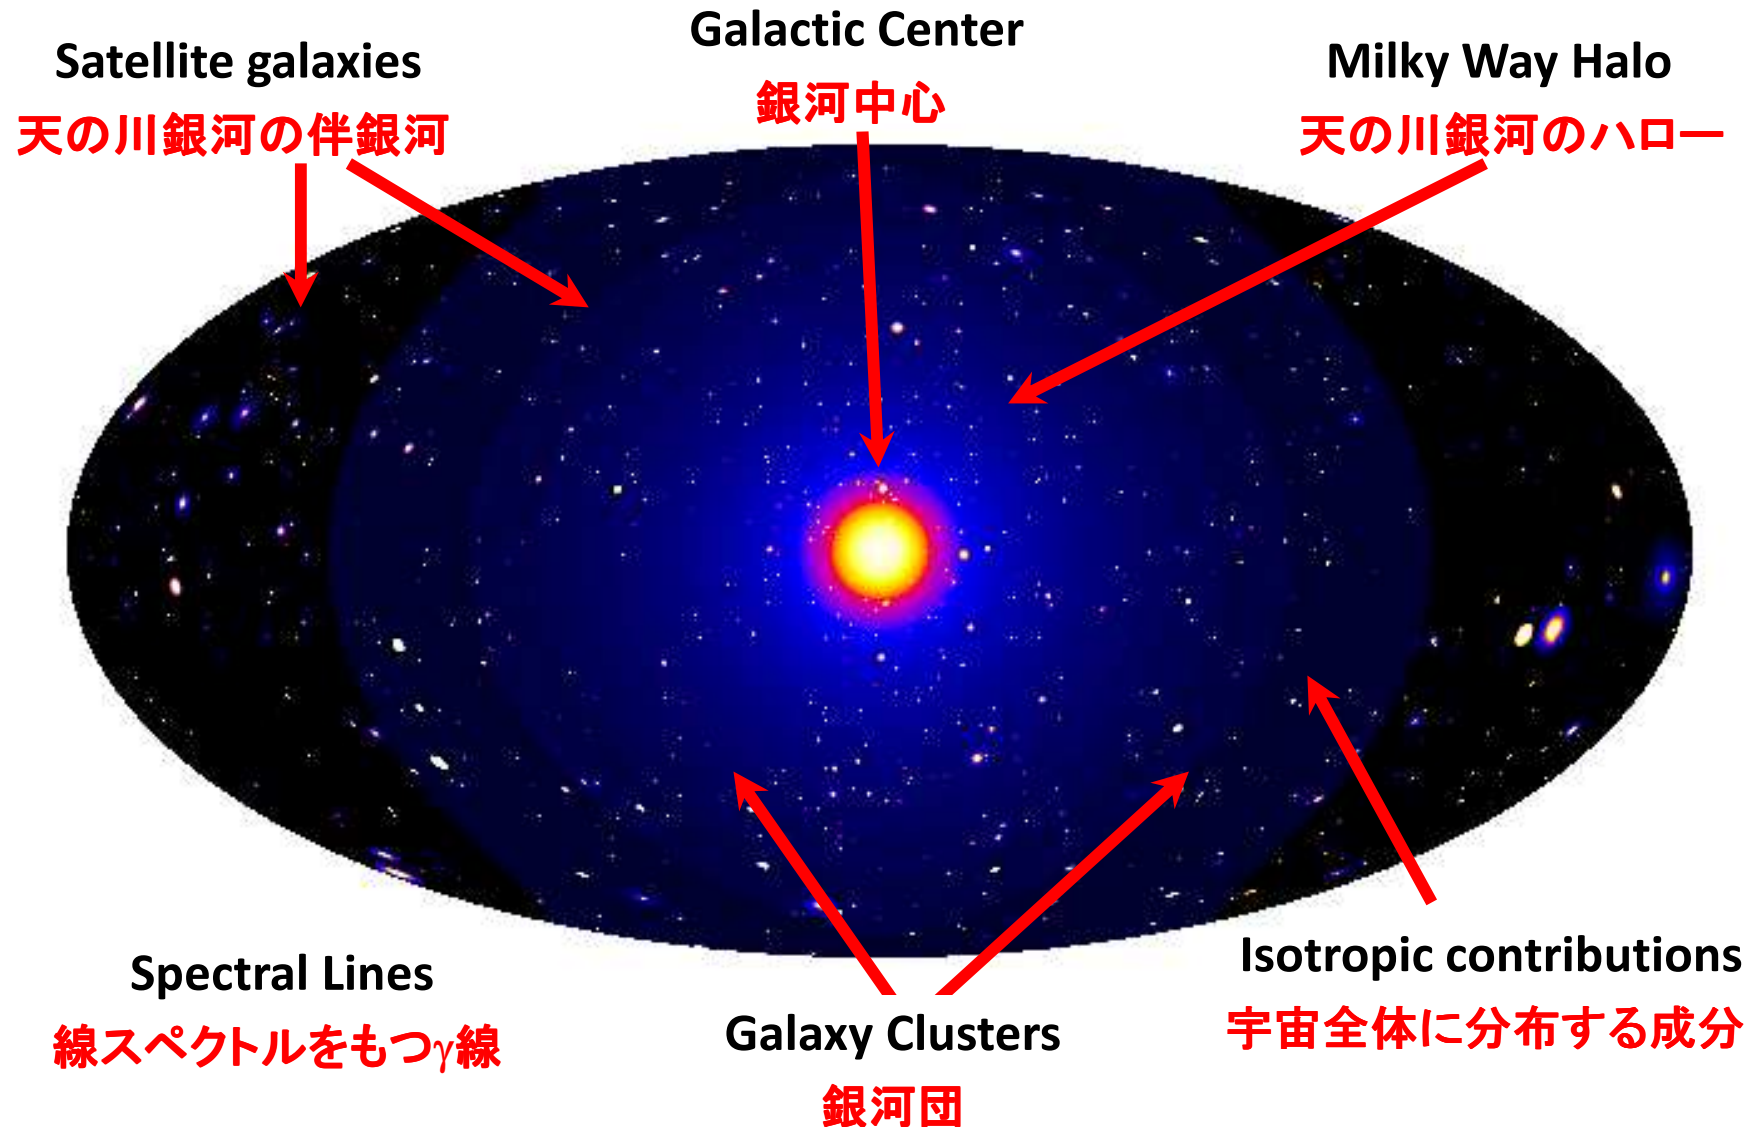 Satellite galaxies
天の川銀河の伴銀河
Galactic Center
銀河中心
Milky Way Halo
天の川銀河のハロー
Spectral Lines
線スペクトルをもつγ線
Galaxy Clusters
銀河団
Isotropic contributions
宇宙全体に分布する成分